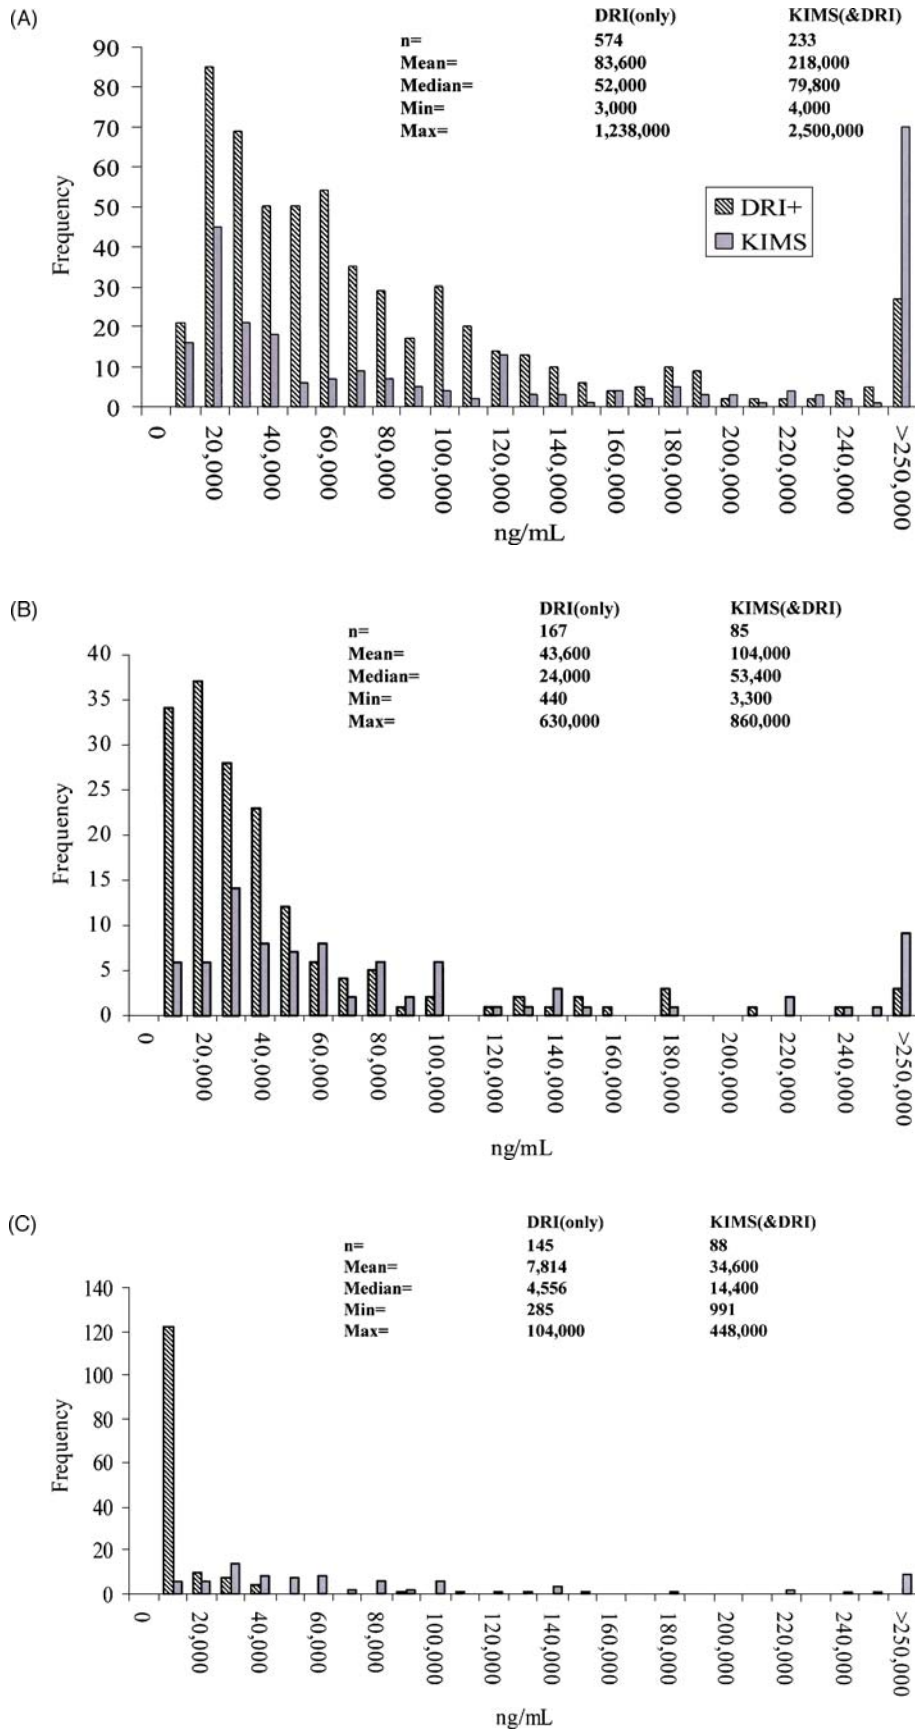 (A)
DRI(only) KIMS(&DRI)
n= 574 233
Mean= 83,600 218,000
Median= 52,000 79,800
Min= 3,000 4,000
Max= 1,238,000 2,500,000
90
80
70
60
50
40
30
20
10
0
Frequency
DRI+
KIMS
0 20,000 40,000 60,000 80,000 100,000 120,000 140,000 160,000 180,000 200,000 220,000 240,000 >250,000
ng/mL
(B)
DRI(only) KIMS(&DRI)
n= 167 85
Mean= 43,600 104,000
Median= 24,000 53,400
Min= 440 3,300
Max= 630,000 860,000
40
35
30
25
20
15
10
5
0
Frequency
0 20,000 40,000 60,000 80,000 100,000 120,000 140,000 160,000 180,000 200,000 220,000 240,000 >250,000
ng/mL
(C)
DRI(only) KIMS(&DRI)
n= 145 88
Mean= 7,814 34,600
Median= 4,556 14,400
Min= 285 991
Max= 104,000 448,000
140
120
100
80
60
40
20
0
Frequency
0 20,000 40,000 60,000 80,000 100,000 120,000 140,000 160,000 180,000 200,000 220,000 240,000 >250,000
ng/mL